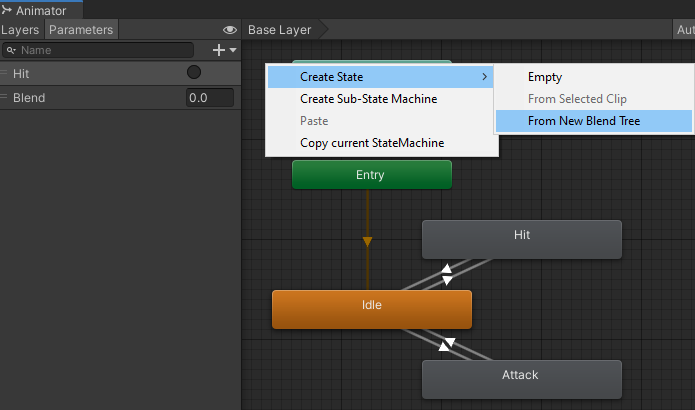 Animator
Layers Parameters Base Layer Aut
Name
Hit
Blend 0.0
Create State
Create Sub-State Machine
Paste
Copy current StateMachine
Empty
From Selected Clip
From New Blend Tree
Entry
Hit
Idle
Attack